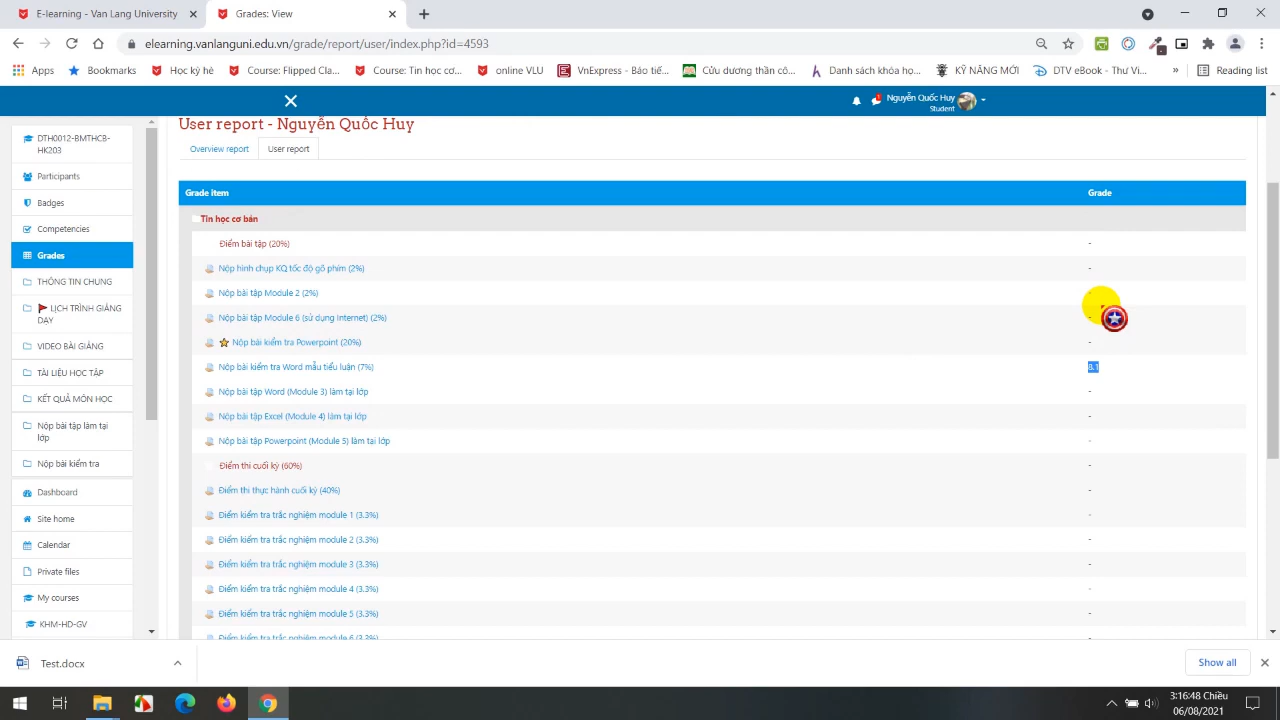 E-learning - Van Lang University
Grades: View
elearning.vanlanguni.edu.vn/grade/report/user/index.php?id=4593
Apps
Bookmarks
Học kỳ hè
Course: Flipped Cla...
Course: Tin học cơ...
online VLU
VnExpress - Báo tiế...
Cửu dương thần cô...
Danh sách khóa họ...
KỸ NĂNG MỚI
DTV eBook - Thư Vi...
»
Reading list
Nguyễn Quốc Huy
Student
DTH0012-BMTHCB-
HK203
Participants
Badges
Competencies
Grades
THÔNG TIN CHUNG
LỊCH TRÌNH GIẢNG
DẠY
VIDEO BÀI GIẢNG
TÀI LIỆU HỌC TẬP
KẾT QUẢ MÔN HỌC
Nộp bài tập làm tại
lớp
Nộp bài kiểm tra
Dashboard
Site home
Calendar
Private files
My courses
KHM-HD-GV
User report - Nguyễn Quốc Huy
Overview report
User report
Grade item Grade
Tin học cơ bản
Điểm bài tập (20%) -
Nộp hình chụp KQ tốc độ gõ phím (2%) -
Nộp bài tập Module 2 (2%)
Nộp bài tập Module 6 (sử dụng Internet) (2%) -
Nộp bài kiểm tra Powerpoint (20%) -
Nộp bài kiểm tra Word mẫu tiểu luận (7%) 8.1
Nộp bài tập Word (Module 3) làm tại lớp -
Nộp bài tập Excel (Module 4) làm tại lớp -
Nộp bài tập Powerpoint (Module 5) làm tại lớp -
Điểm thi cuối kỳ (60%) -
Điểm thi thực hành cuối kỳ (40%) -
Điểm kiểm tra trắc nghiệm module 1 (3.3%) -
Điểm kiểm tra trắc nghiệm module 2 (3.3%) -
Điểm kiểm tra trắc nghiệm module 3 (3.3%) -
Điểm kiểm tra trắc nghiệm module 4 (3.3%) -
Điểm kiểm tra trắc nghiệm module 5 (3.3%) -
Điểm kiểm tra trắc nghiệm module 6 (3.3%)
Test.docx
Show all
3:16:48 Chiều
06/08/2021